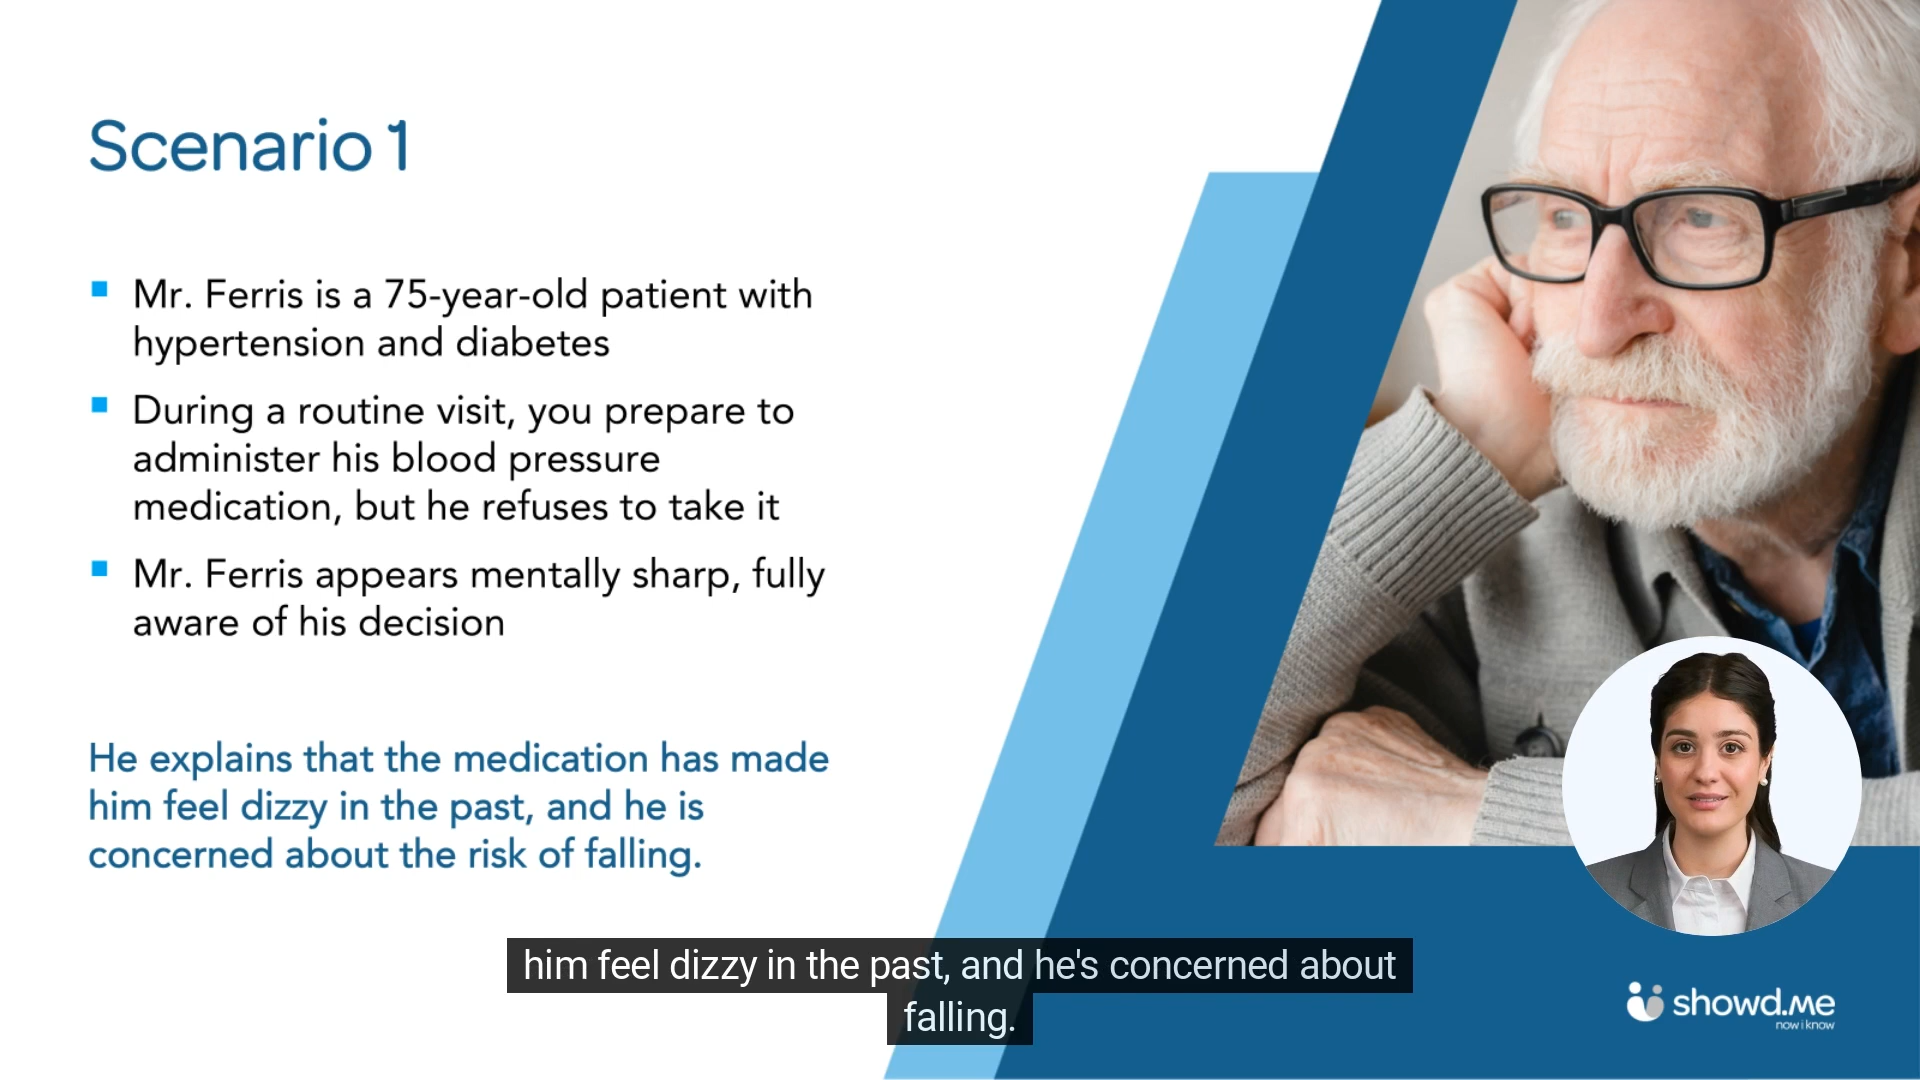 Scenario 1
Mr. Ferris is a 75-year-old patient with
hypertension and diabetes
During a routine visit, you prepare to
administer his blood pressure
medication, but he refuses to take it
Mr. Ferris appears mentally sharp, fully
aware of his decision
He explains that the medication has made
him feel dizzy in the past, and he is
concerned about the risk of falling.
him feel dizzy in the past, and he's concerned about
falling.
showd.me
now i know